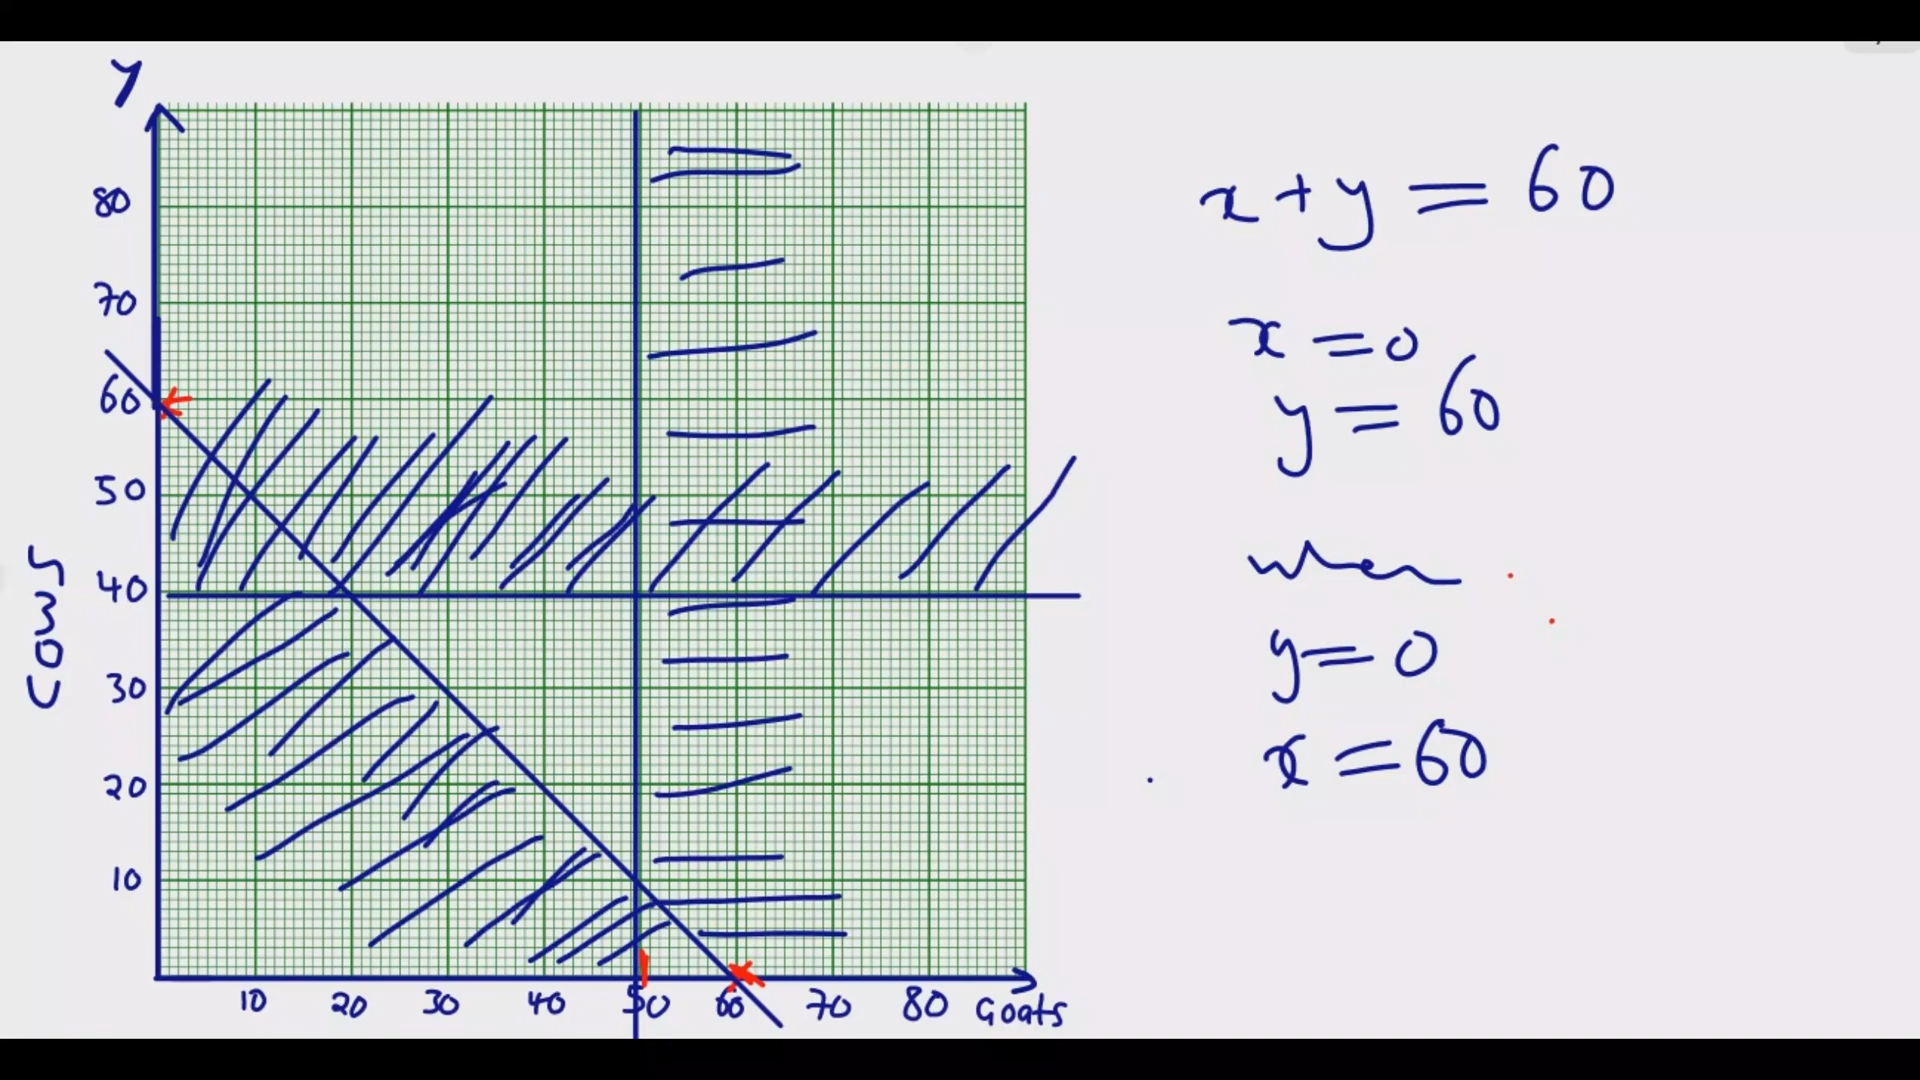 Y
80
70
60
50
40
30
20
10
Cows
10 20 30 40 50 60 70 80 Goats
x + y = 60
x = 0
y = 60
when
y = 0
x = 60